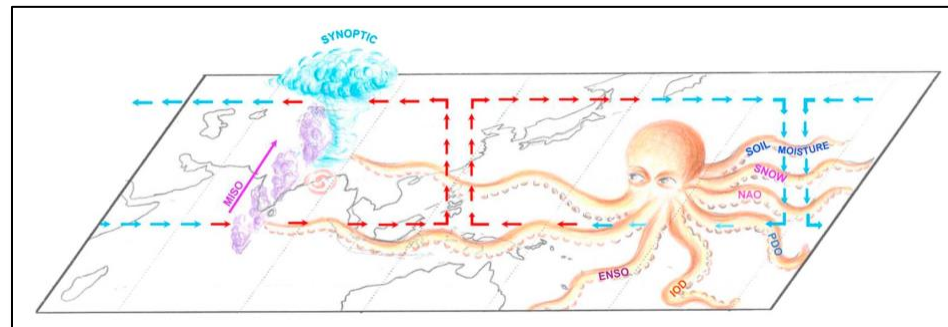 SYNOPTIC
MISO
SOIL MOISTURE
SNOW
NAO
PDO
ENSO
IOD